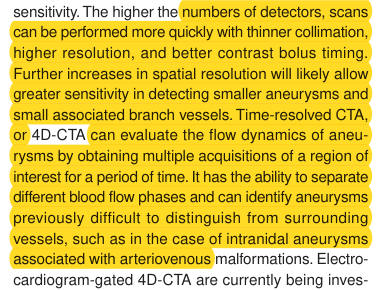 sensitivity. The higher the numbers of detectors, scans
can be performed more quickly with thinner collimation,
higher resolution, and better contrast bolus timing.
Further increases in spatial resolution will likely allow
greater sensitivity in detecting smaller aneurysms and
small associated branch vessels. Time-resolved CTA,
or 4D-CTA can evaluate the flow dynamics of aneu-
rysms by obtaining multiple acquisitions of a region of
interest for a period of time. It has the ability to separate
different blood flow phases and can identify aneurysms
previously difficult to distinguish from surrounding
vessels, such as in the case of intranidal aneurysms
associated with arteriovenous malformations. Electro-
cardiogram-gated 4D-CTA are currently being inves-